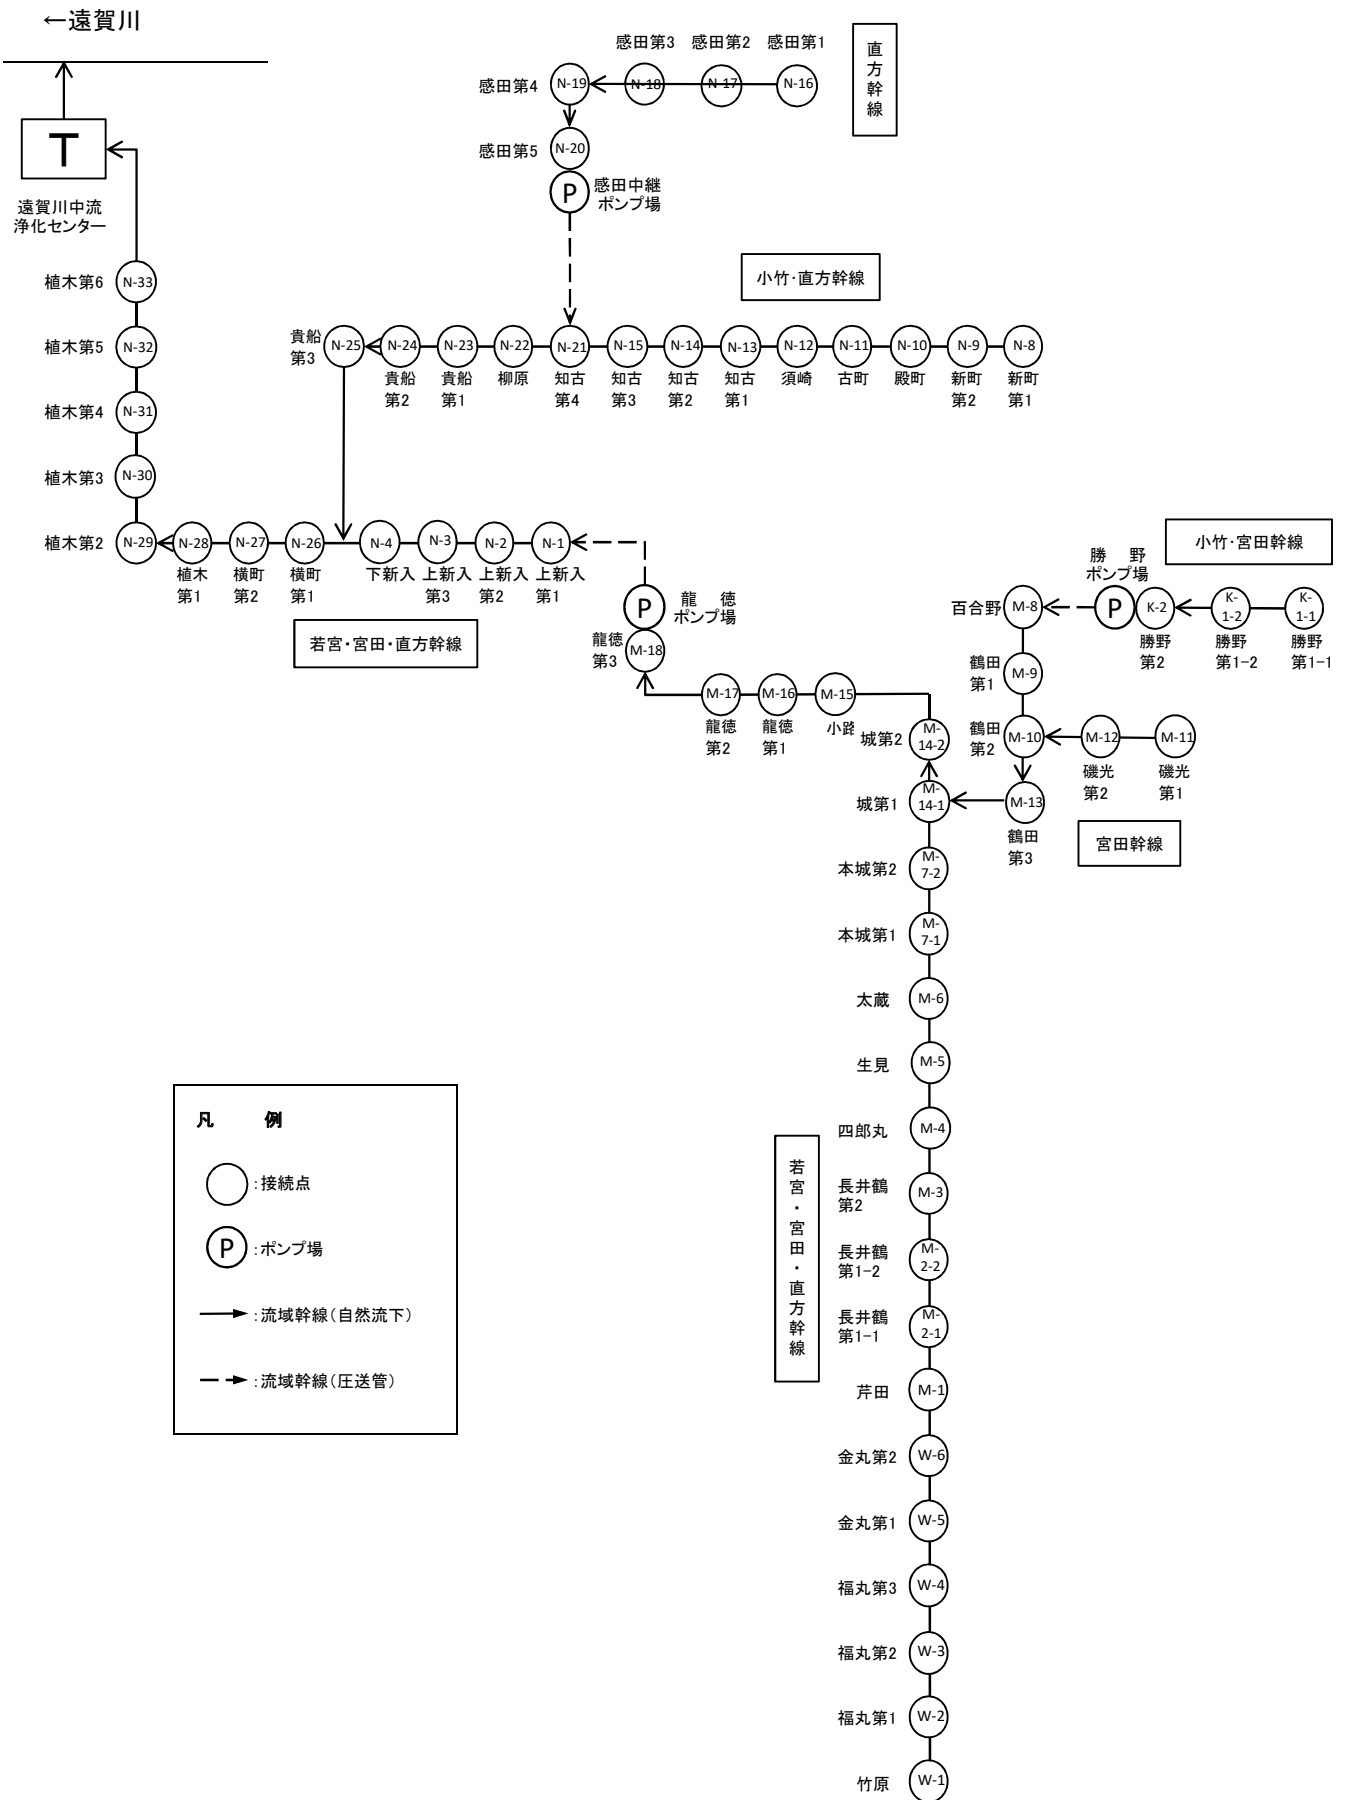 ←遠賀川
T
遠賀川中流
浄化センター
感田第3
感田第2
感田第1
直方幹線
感田第4
N-19
N-18
N-17
N-16
感田第5
N-20
P
感田中継
ポンプ場
小竹・直方幹線
植木第6
N-33
植木第5
N-32
植木第4
N-31
植木第3
N-30
植木第2
N-29
貴船
第3
N-25
N-24
N-23
N-22
N-21
N-15
N-14
N-13
N-12
N-11
N-10
N-9
N-8
貴船
第2
貴船
第1
柳原
知古
第4
知古
第3
知古
第2
知古
第1
須崎
古町
殿町
新町
第2
新町
第1
N-28
N-27
N-26
N-4
N-3
N-2
N-1
植木
第1
横町
第2
横町
第1
下新入
上新入
第3
上新入
第2
上新入
第1
若宮・宮田・直方幹線
P
龍　徳
ポンプ場
龍徳
第3
M-18
M-17
M-16
M-15
龍徳
第2
龍徳
第1
小路
小竹・宮田幹線
勝　野
ポンプ場
百合野
M-8
P
K-2
K-
1-2
K-
1-1
勝野
第2
勝野
第1-2
勝野
第1-1
鶴田
第1
M-9
鶴田
第2
M-10
M-12
M-11
磯光
第2
磯光
第1
M-13
鶴田
第3
宮田幹線
城第2
M-
14-2
城第1
M-
14-1
本城第2
M-
7-2
本城第1
M-
7-1
太蔵
M-6
生見
M-5
四郎丸
M-4
長井鶴
第2
M-3
長井鶴
第1-2
M-
2-2
長井鶴
第1-1
M-
2-1
芹田
M-1
金丸第2
W-6
金丸第1
W-5
福丸第3
W-4
福丸第2
W-3
福丸第1
W-2
竹原
W-1
若宮・宮田・直方幹線
凡　例
:接続点
P
:ポンプ場
:流域幹線(自然流下)
:流域幹線(圧送管)